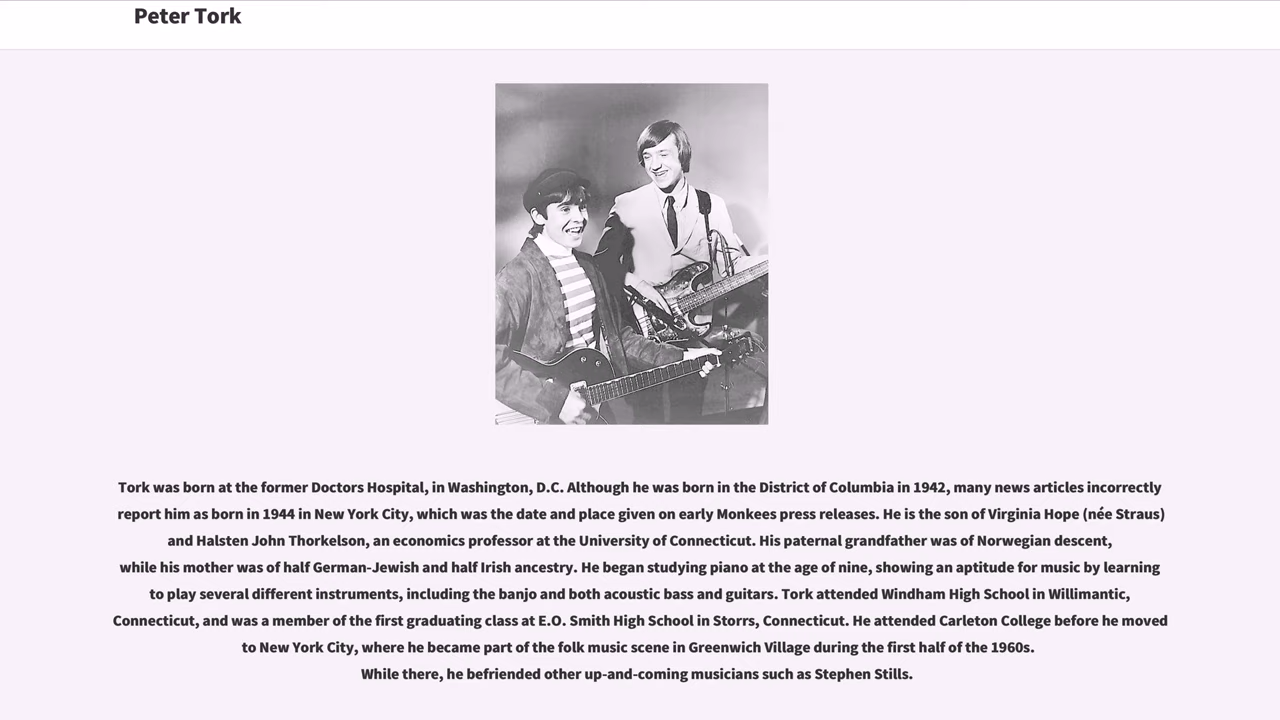 Peter Tork
Tork was born at the former Doctors Hospital, in Washington, D.C. Although he was born in the District of Columbia in 1942, many news articles incorrectly
report him as born in 1944 in New York City, which was the date and place given on early Monkees press releases. He is the son of Virginia Hope (née Straus)
and Halsten John Thorkelson, an economics professor at the University of Connecticut. His paternal grandfather was of Norwegian descent,
while his mother was of half German-Jewish and half Irish ancestry. He began studying piano at the age of nine, showing an aptitude for music by learning
to play several different instruments, including the banjo and both acoustic bass and guitars. Tork attended Windham High School in Willimantic,
Connecticut, and was a member of the first graduating class at E.O. Smith High School in Storrs, Connecticut. He attended Carleton College before he moved
to New York City, where he became part of the folk music scene in Greenwich Village during the first half of the 1960s.
While there, he befriended other up-and-coming musicians such as Stephen Stills.